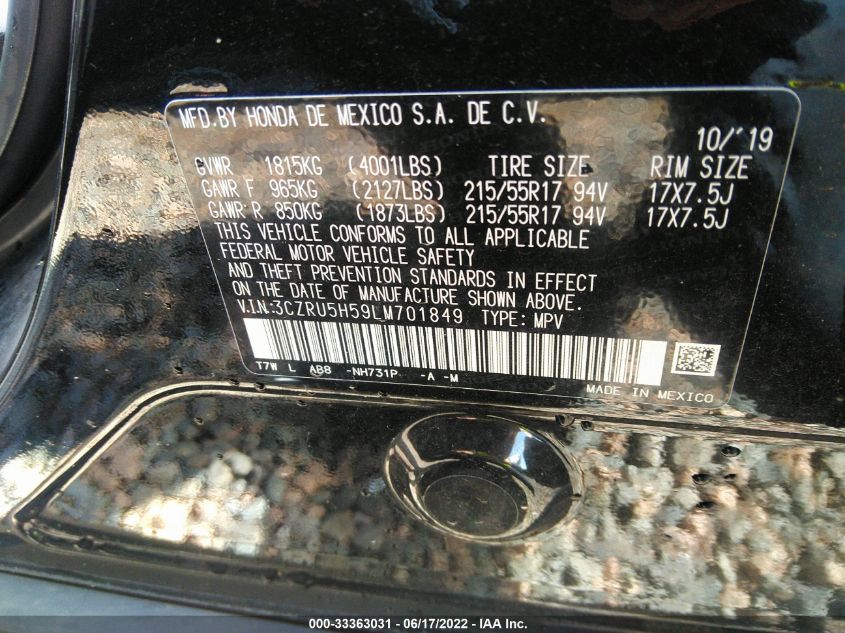 MFD.BY HONDA DE MEXICO S.A. DE C.V.
10/'19
GVWR 1815KG (4001LBS) TIRE SIZE RIM SIZE
GAWR F 965KG (2127LBS) 215/55R17 94V 17X7.5J
GAWR R 850KG (1873LBS) 215/55R17 94V 17X7.5J
THIS VEHICLE CONFORMS TO ALL APPLICABLE
FEDERAL MOTOR VEHICLE SAFETY
AND THEFT PREVENTION STANDARDS IN EFFECT
ON THE DATE OF MANUFACTURE SHOWN ABOVE.
V.I.N:3CZRU5H59LM701849 TYPE: MPV
T7W L AB8 -NH731P -A -M
MADE IN MEXICO
000-33363031 - 06/17/2022 - IAA Inc.